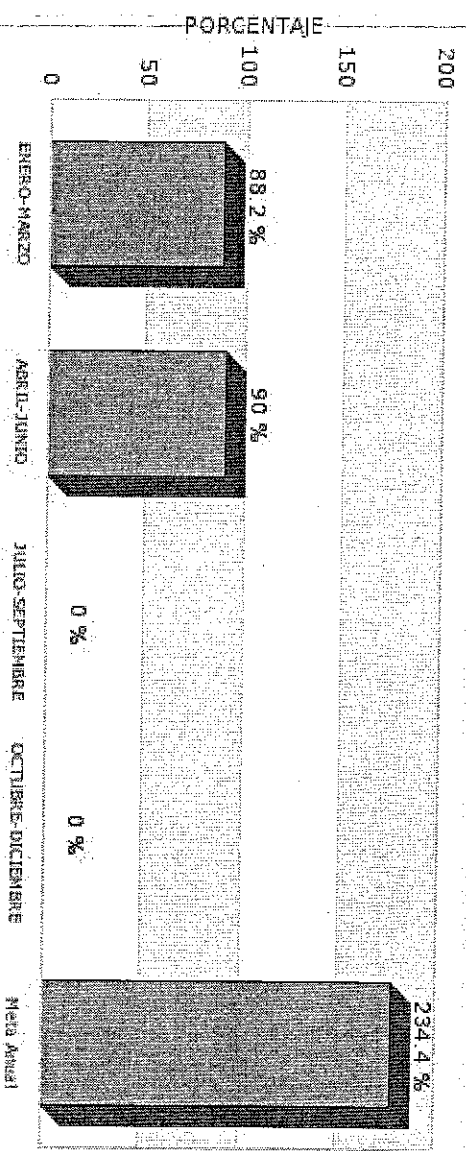 PORCENTAJE
200
150
100
50
0
88.2 %
90 %
0 %
0 %
234.4 %
ENERO-MARZO
ABRIL-JUNIO
JULIO-SEPTIEMBRE
OCTUBRE-DICIEMBRE
Meta Anual